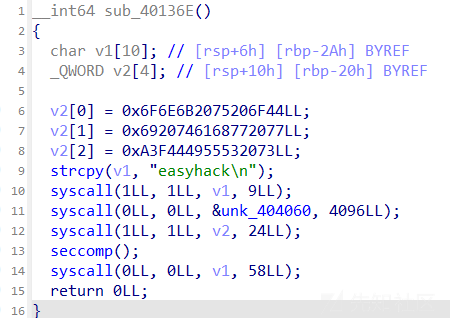 1 __int64 sub_40136E()
2 {
3 char v1[10]; // [rsp+6h] [rbp-2Ah] BYREF
4 _QWORD v2[4]; // [rsp+10h] [rbp-20h] BYREF
5
6 v2[0] = 0x6F6E6B2075206F44LL;
7 v2[1] = 0x6920746168772077LL;
8 v2[2] = 0xA3F444955532073LL;
9 strcpy(v1, "easyhack\n");
10 syscall(1LL, 1LL, v1, 9LL);
11 syscall(0LL, 0LL, &unk_404060, 4096LL);
12 syscall(1LL, 1LL, v2, 24LL);
13 seccomp();
14 syscall(0LL, 0LL, v1, 58LL);
15 return 0LL;
16 }